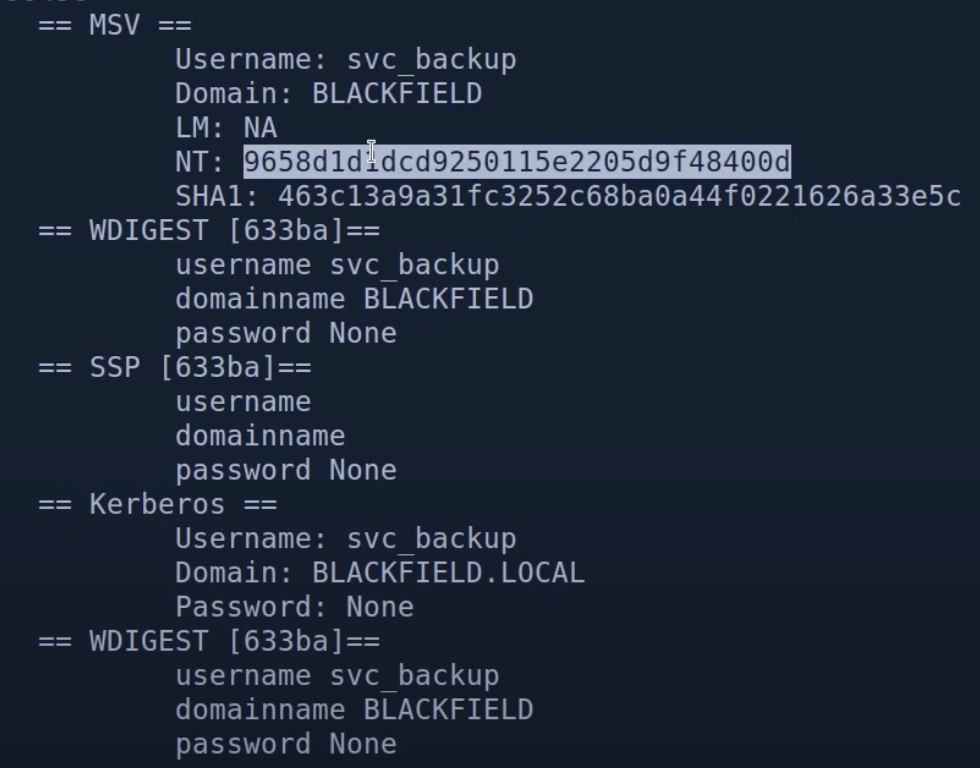 == MSV ==
Username: svc_backup
Domain: BLACKFIELD
LM: NA
NT: 9658d1d1dcd9250115e2205d9f48400d
SHA1: 463c13a9a31fc3252c68ba0a44f0221626a33e5c
== WDIGEST [633ba]==
username svc_backup
domainname BLACKFIELD
password None
== SSP [633ba]==
username
domainname
password None
== Kerberos ==
Username: svc_backup
Domain: BLACKFIELD.LOCAL
Password: None
== WDIGEST [633ba]==
username svc_backup
domainname BLACKFIELD
password None